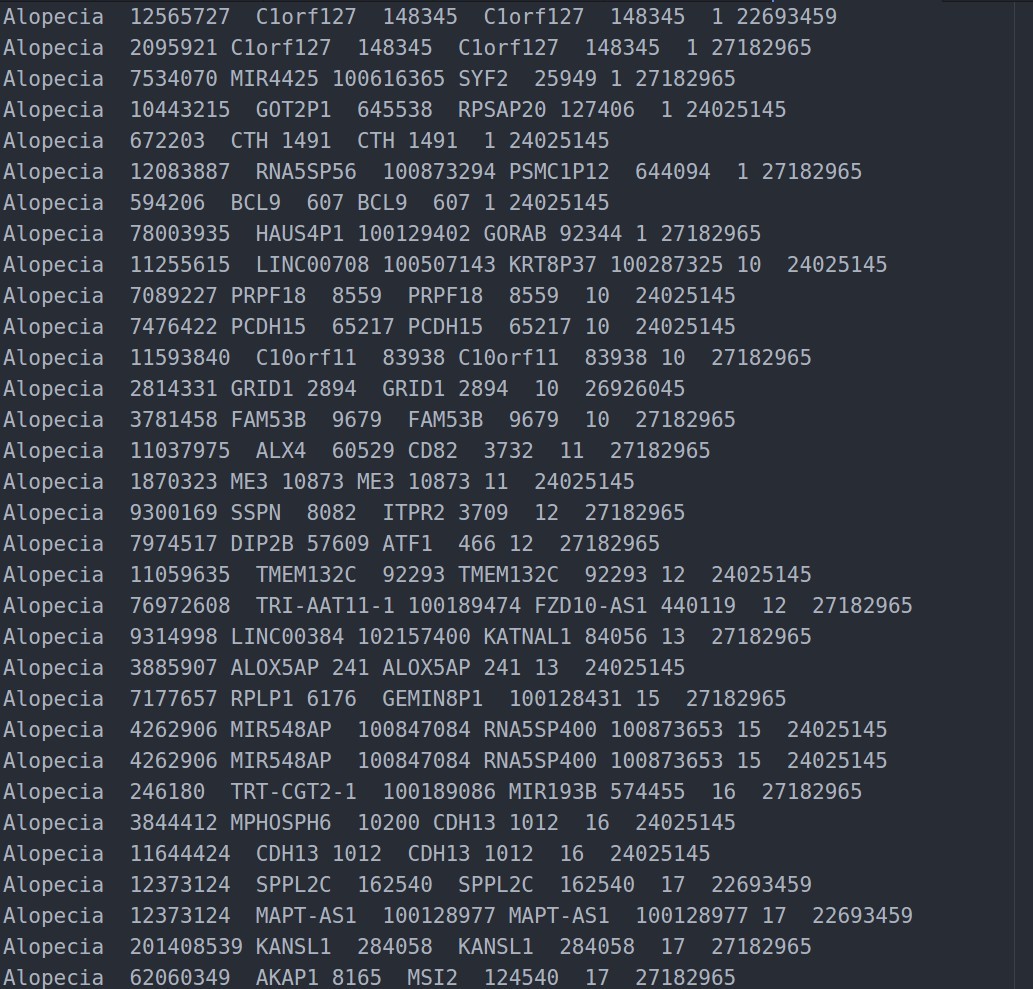 Alopecia 12565727 C1orf127 148345 C1orf127 148345 1 22693459
Alopecia 2095921 C1orf127 148345 C1orf127 148345 1 27182965
Alopecia 7534070 MIR4425 100616365 SYF2 25949 1 27182965
Alopecia 10443215 GOT2P1 645538 RPSAP20 127406 1 24025145
Alopecia 672203 CTH 1491 CTH 1491 1 24025145
Alopecia 12083887 RNA5SP56 100873294 PSMC1P12 644094 1 27182965
Alopecia 594206 BCL9 607 BCL9 607 1 24025145
Alopecia 78003935 HAUS4P1 100129402 GORAB 92344 1 27182965
Alopecia 11255615 LINC00708 100507143 KRT8P37 100287325 10 24025145
Alopecia 7089227 PRPF18 8559 PRPF18 8559 10 24025145
Alopecia 7476422 PCDH15 65217 PCDH15 65217 10 24025145
Alopecia 11593840 C10orf11 83938 C10orf11 83938 10 27182965
Alopecia 2814331 GRID1 2894 GRID1 2894 10 26926045
Alopecia 3781458 FAM53B 9679 FAM53B 9679 10 27182965
Alopecia 11037975 ALX4 60529 CD82 3732 11 27182965
Alopecia 1870323 ME3 10873 ME3 10873 11 24025145
Alopecia 9300169 SSPN 8082 ITPR2 3709 12 27182965
Alopecia 7974517 DIP2B 57609 ATF1 466 12 27182965
Alopecia 11059635 TMEM132C 92293 TMEM132C 92293 12 24025145
Alopecia 76972608 TRI-AAT11-1 100189474 FZD10-AS1 440119 12 27182965
Alopecia 9314998 LINC00384 102157400 KATNAL1 84056 13 27182965
Alopecia 3885907 ALOX5AP 241 ALOX5AP 241 13 24025145
Alopecia 7177657 RPLP1 6176 GEMIN8P1 100128431 15 27182965
Alopecia 4262906 MIR548AP 100847084 RNA5SP400 100873653 15 24025145
Alopecia 4262906 MIR548AP 100847084 RNA5SP400 100873653 15 24025145
Alopecia 246180 TRT-CGT2-1 100189086 MIR193B 574455 16 27182965
Alopecia 3844412 MPHOSPH6 10200 CDH13 1012 16 24025145
Alopecia 11644424 CDH13 1012 CDH13 1012 16 24025145
Alopecia 12373124 SPPL2C 162540 SPPL2C 162540 17 22693459
Alopecia 12373124 MAPT-AS1 100128977 MAPT-AS1 100128977 17 22693459
Alopecia 201408539 KANSL1 284058 KANSL1 284058 17 27182965
Alopecia 62060349 AKAP1 8165 MSI2 124540 17 27182965